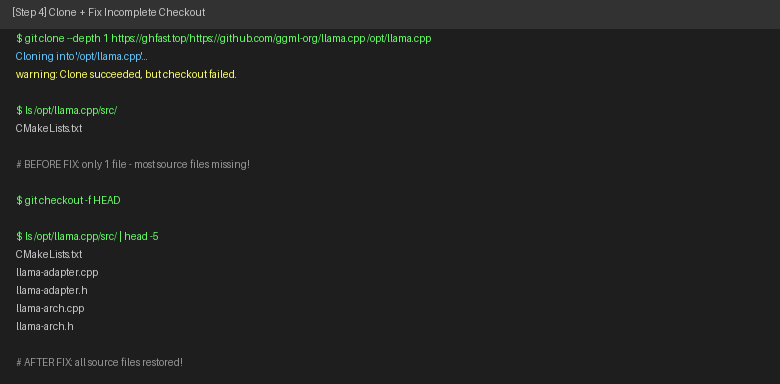 [Step 4] Clone + Fix Incomplete Checkout
$ git clone --depth 1 https://ghfast.top/https://github.com/ggml-org/llama.cpp /opt/llama.cpp
Cloning into '/opt/llama.cpp'...
warning: Clone succeeded, but checkout failed.
$ ls /opt/llama.cpp/src/
CMakeLists.txt
# BEFORE FIX: only 1 file - most source files missing!
$ git checkout -f HEAD
$ ls /opt/llama.cpp/src/ | head -5
CMakeLists.txt
llama-adapter.cpp
llama-adapter.h
llama-arch.cpp
llama-arch.h
# AFTER FIX: all source files restored!